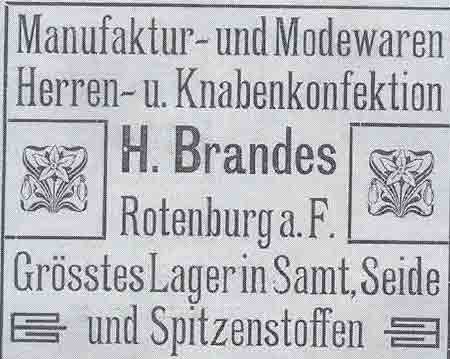 Manufaktur- und Modewaren
Herren- u. Knabenkonfektion
H. Brandes
Rotenburg a. F.
Grösstes Lager in Samt, Seide
und Spitzenstoffen